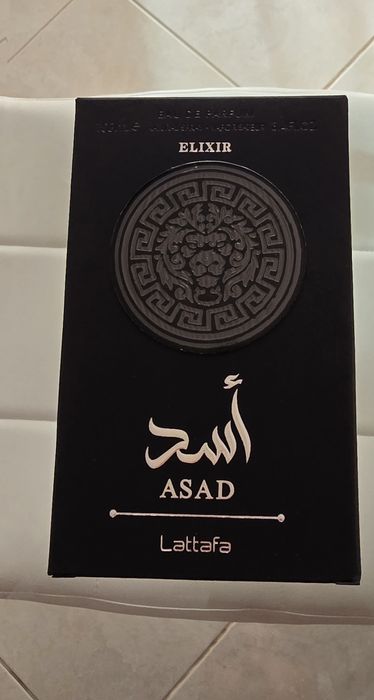 EAU DE PARFUM
ELIXIR
أسد
ASAD
Lattafa